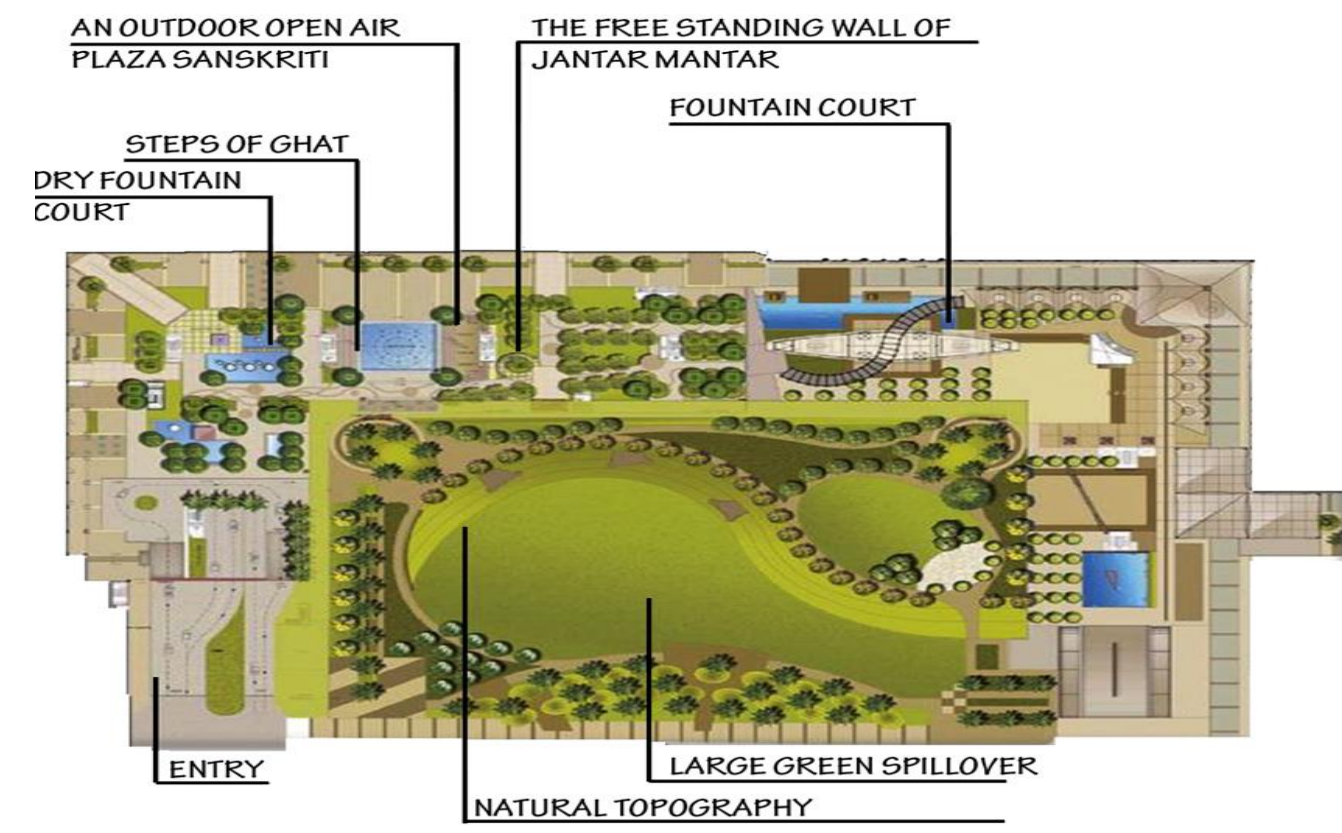 AN OUTDOOR OPEN AIR
PLAZA SANSKRITI
THE FREE STANDING WALL OF
JANTAR MANTAR
FOUNTAIN COURT
STEPS OF GHAT
DRY FOUNTAIN
COURT
ENTRY
LARGE GREEN SPILLOVER
NATURAL TOPOGRAPHY